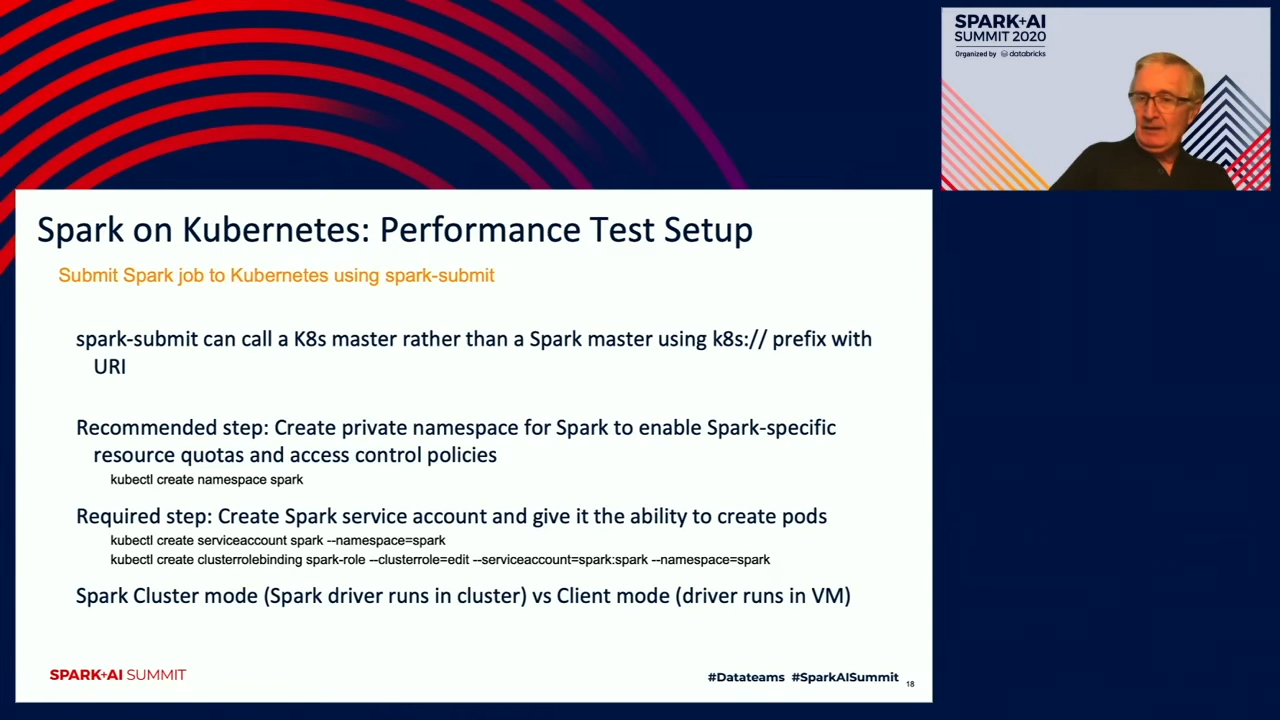 SPARK+AI
SUMMIT 2020
Organized by databricks
Spark on Kubernetes: Performance Test Setup
Submit Spark job to Kubernetes using spark-submit
spark-submit can call a K8s master rather than a Spark master using k8s:// prefix with
URI
Recommended step: Create private namespace for Spark to enable Spark-specific
resource quotas and access control policies
kubectl create namespace spark
Required step: Create Spark service account and give it the ability to create pods
kubectl create serviceaccount spark --namespace=spark
kubectl create clusterrolebinding spark-role --clusterrole=edit --serviceaccount=spark:spark --namespace=spark
Spark Cluster mode (Spark driver runs in cluster) vs Client mode (driver runs in VM)
SPARK+AI SUMMIT
#Datateams #SparkAISummit
18